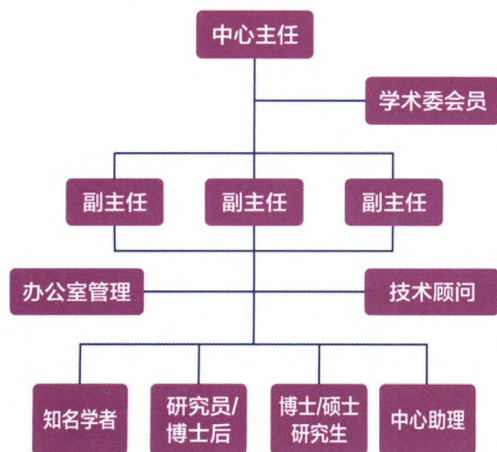 中心主任
学术委会员
副主任
副主任
副主任
办公室管理
技术顾问
知名学者
研究员/
博士后
博士/硕士
研究生
中心助理